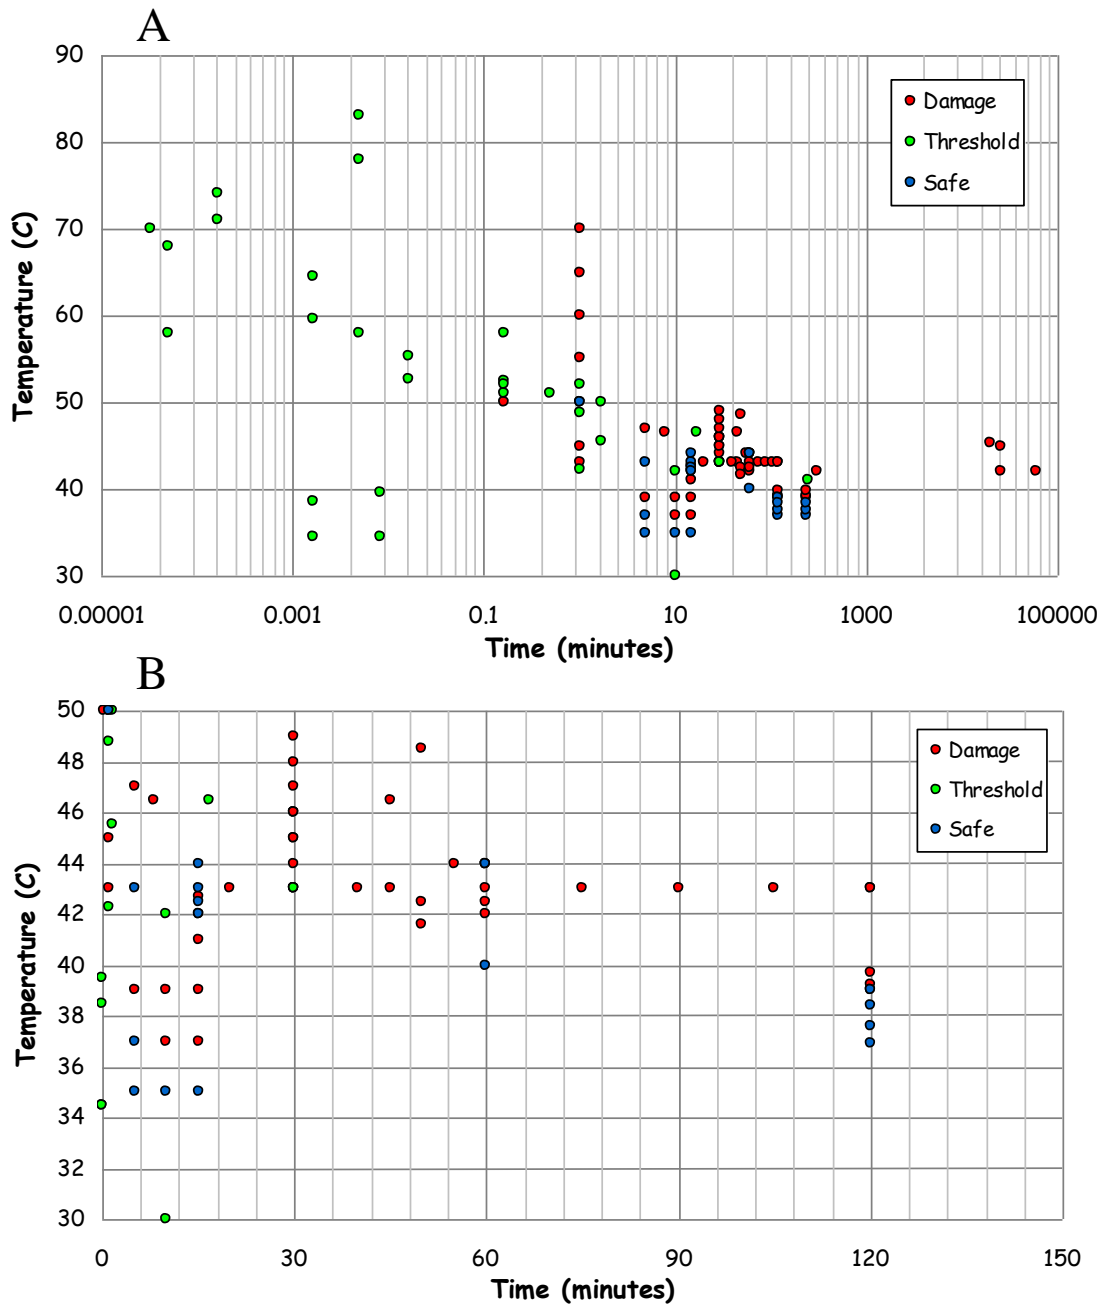 A
90
80
70
60
50
40
30
Temperature (C)
Damage
Threshold
Safe
0.00001 0.001 0.1 10 1000 100000
Time (minutes)
B
50
48
46
44
42
40
38
36
34
32
30
Temperature (C)
Damage
Threshold
Safe
0 30 60 90 120 150
Time (minutes)